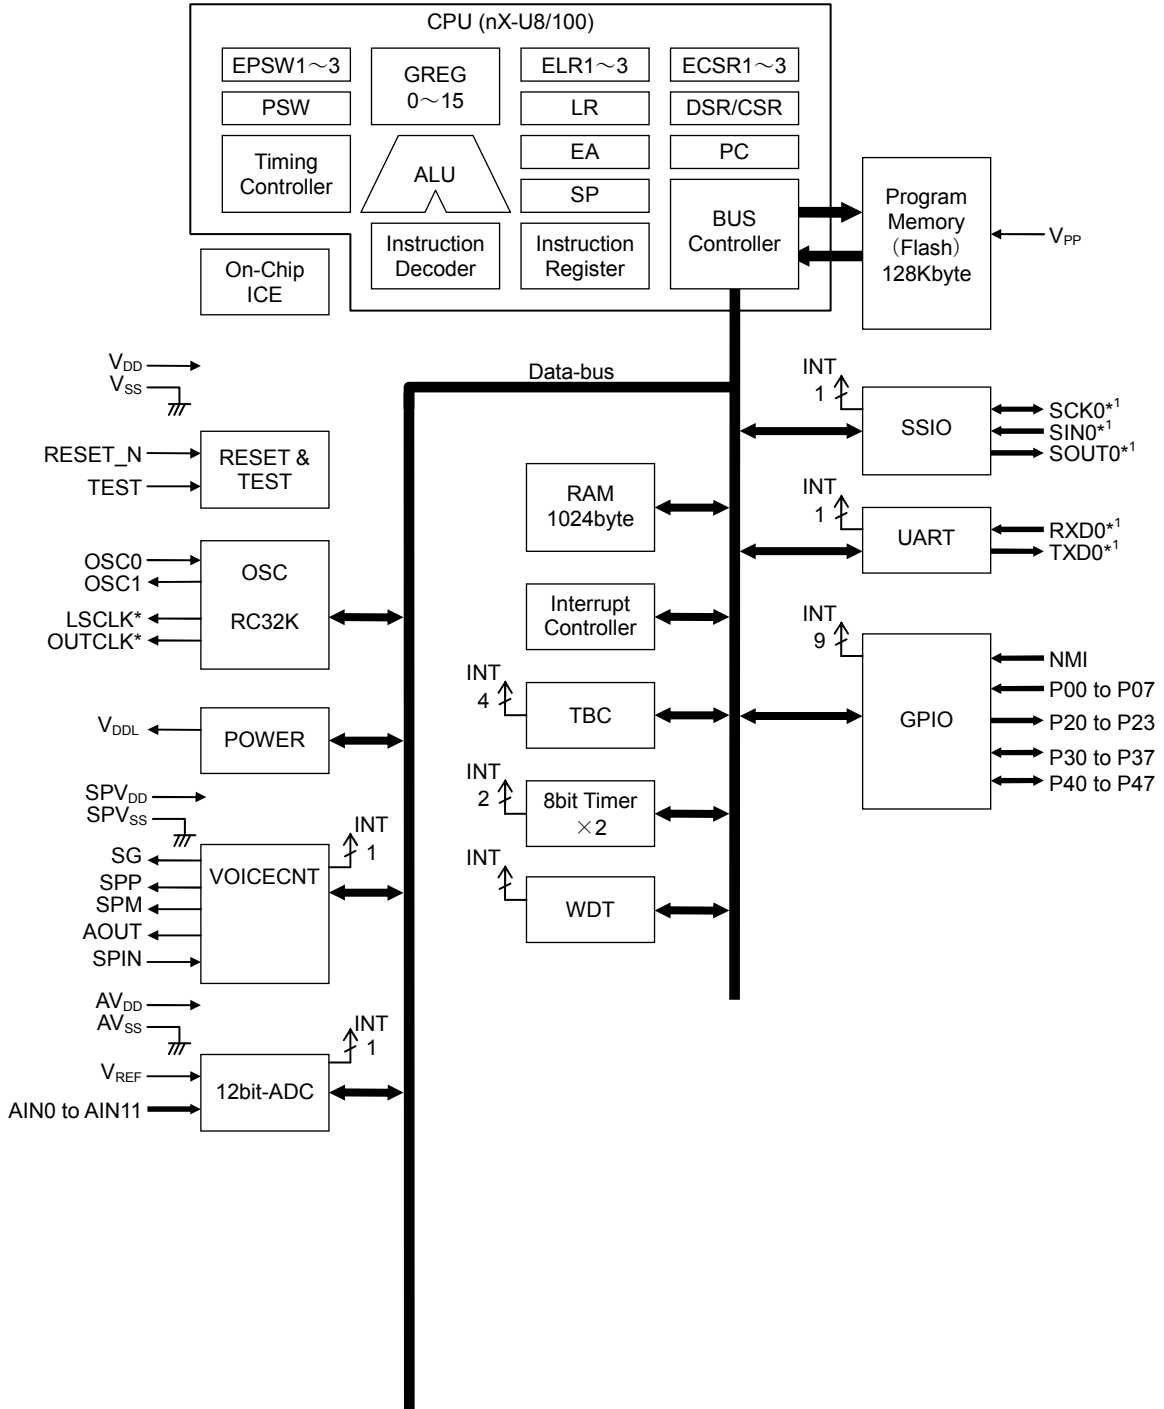 CPU (nX-U8/100)
EPSW1～3
GREG
0～15
ELR1～3
ECSR1～3
PSW
LR
DSR/CSR
Timing
Controller
ALU
EA
PC
SP
BUS
Controller
Instruction
Decoder
Instruction
Register
On-Chip
ICE
Program
Memory
（Flash）
128Kbyte
VPP
Data-bus
VDD
VSS
RESET_N
TEST
RESET &
TEST
OSC0
OSC1
LSCLK*
OUTCLK*
OSC
RC32K
VDDL
POWER
SPVDD
SPVSS
SG
SPP
SPM
AOUT
SPIN
VOICECNT
INT
1
AVDD
AVSS
VREF
AIN0 to AIN11
12bit-ADC
INT
1
RAM
1024byte
Interrupt
Controller
INT
4
TBC
INT
2
8bit Timer
×2
INT
WDT
INT
1
SSIO
SCK0*1
SIN0*1
SOUT0*1
INT
1
UART
RXD0*1
TXD0*1
INT
9
GPIO
NMI
P00 to P07
P20 to P23
P30 to P37
P40 to P47